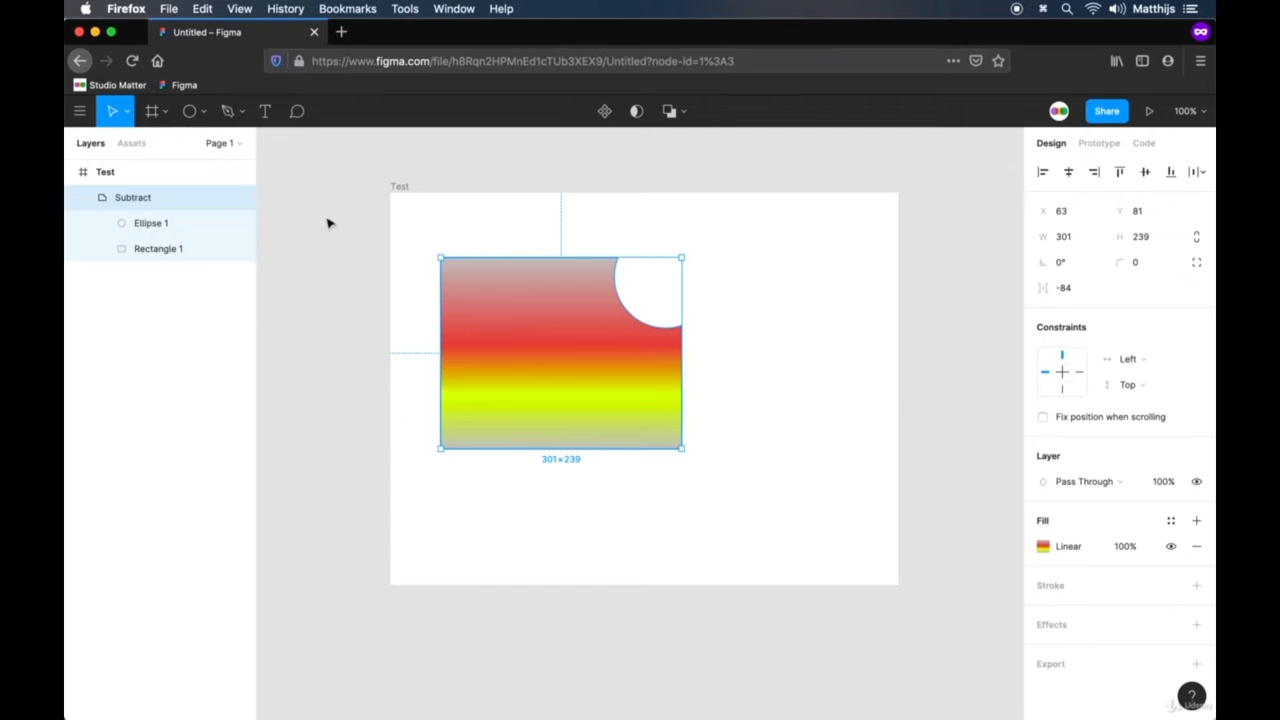 Firefox File Edit View History Bookmarks Tools Window Help Matthijs
Untitled – Figma
https://www.figma.com/file/h8Rqn2HPMnEd1cTUb3XEX9/Untitled?node-id=1%3A3
Studio Matter Figma
Share 100%
Layers Assets Page 1 Design Prototype Code
Test
Subtract
Ellipse 1
Rectangle 1
Test
301×239
X 63 Y 81
W 301 H 239
0° 0
-84
Constraints
Left
Top
Fix position when scrolling
Layer
Pass Through 100%
Fill
Linear 100%
Stroke
Effects
Export
?
Udemy